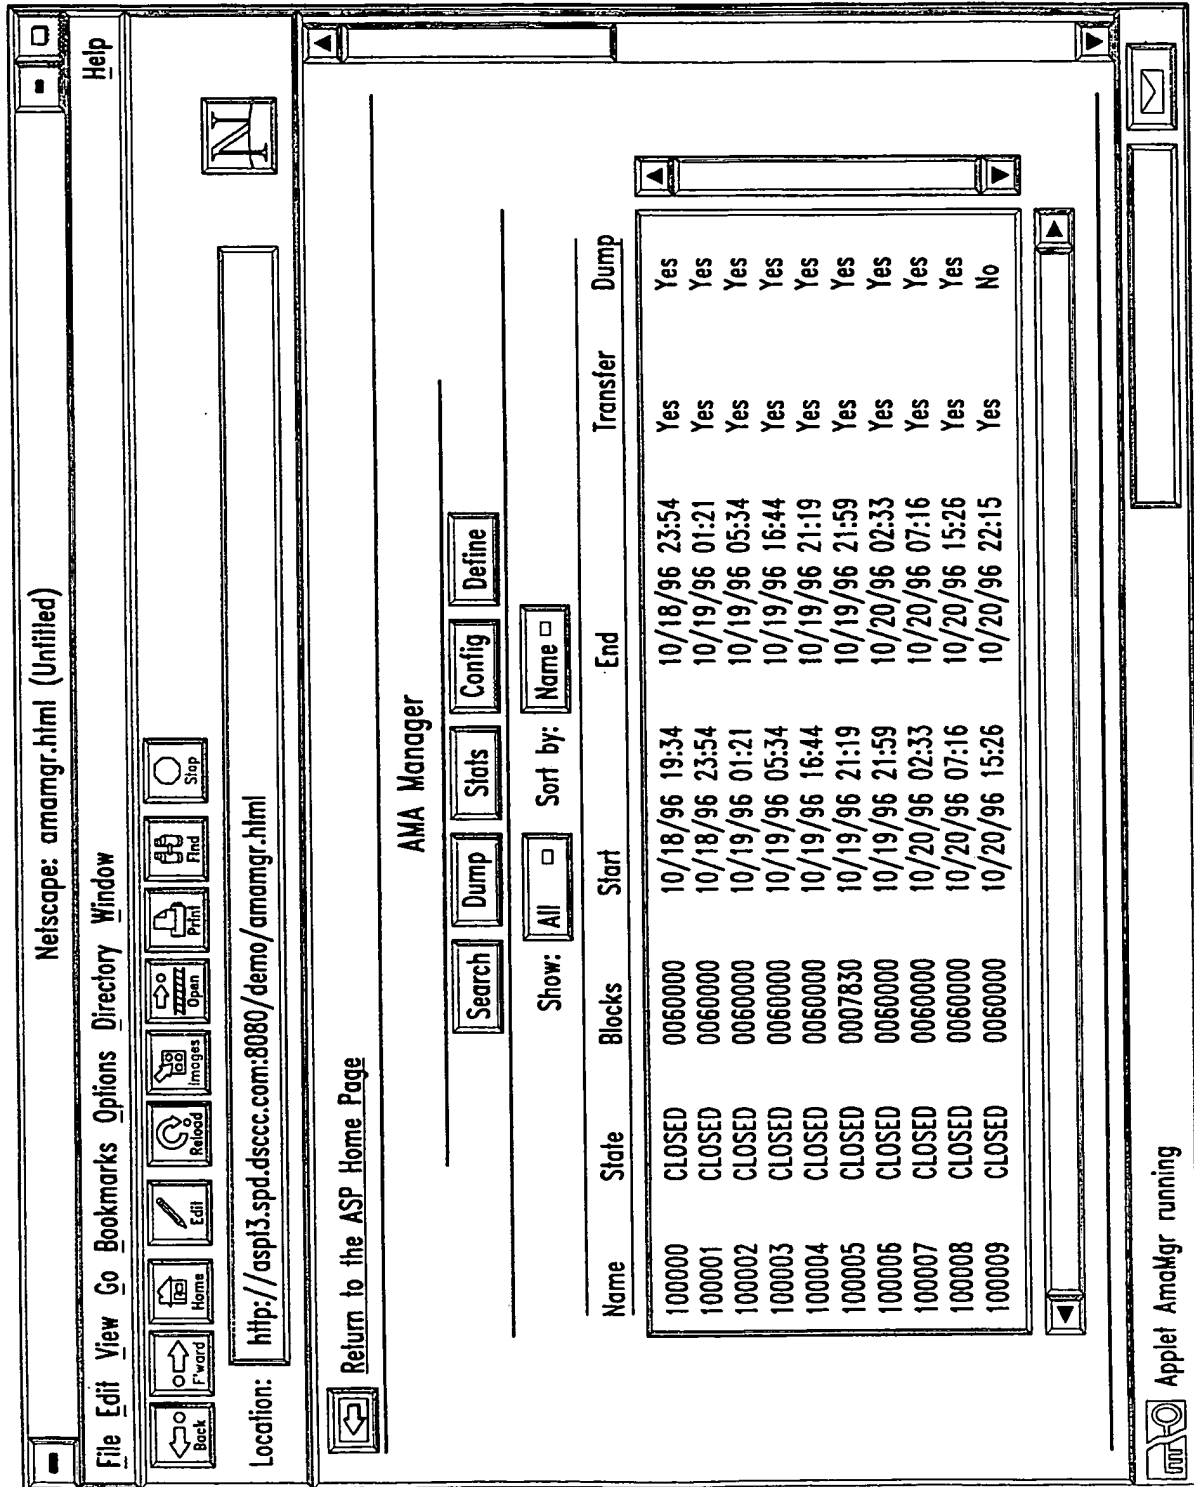 Netscape: amamgr.html (Untitled)
File Edit View Go Bookmarks Options Directory Window Help
Back F'ward Home Edit Reload Images Open Print Find Stop
Location: http://aspt3.spd.dsccc.com:8080/demo/amamgr.html
N
Return to the ASP Home Page
AMA Manager
Search Dump Stats Config Define
Show: All Sort by: Name
Name State Blocks Start End Transfer Dump
100000 CLOSED 0060000 10/18/96 19:34 10/18/96 23:54 Yes Yes
100001 CLOSED 0060000 10/18/96 23:54 10/19/96 01:21 Yes Yes
100002 CLOSED 0060000 10/19/96 01:21 10/19/96 05:34 Yes Yes
100003 CLOSED 0060000 10/19/96 05:34 10/19/96 16:44 Yes Yes
100004 CLOSED 0060000 10/19/96 16:44 10/19/96 21:19 Yes Yes
100005 CLOSED 0007830 10/19/96 21:19 10/19/96 21:59 Yes Yes
100006 CLOSED 0060000 10/19/96 21:59 10/20/96 02:33 Yes Yes
100007 CLOSED 0060000 10/20/96 02:33 10/20/96 07:16 Yes Yes
100008 CLOSED 0060000 10/20/96 07:16 10/20/96 15:26 Yes Yes
100009 CLOSED 0060000 10/20/96 15:26 10/20/96 22:15 Yes No
Applet AmaMgr running